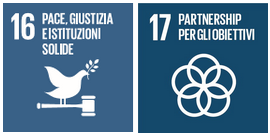 16 PACE, GIUSTIZIA
E ISTITUZIONI
SOLIDE
17 PARTNERSHIP
PER GLI OBIETTIVI